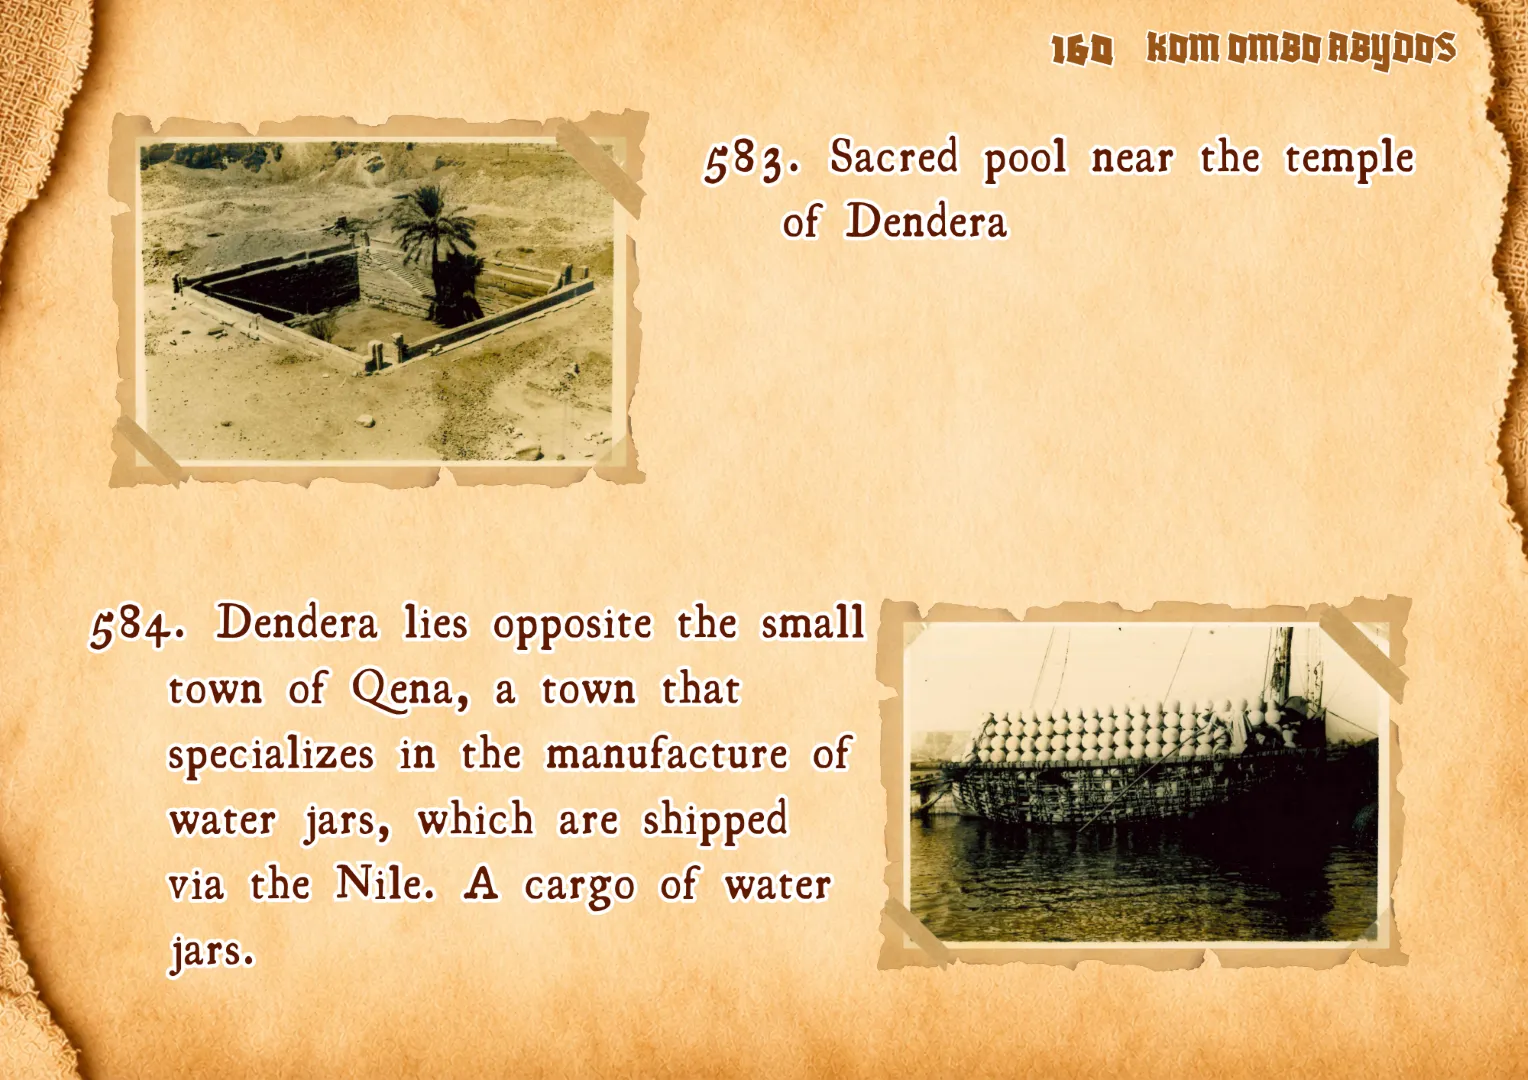 160 KOM OMBO ABYDOS
583. Sacred pool near the temple
of Dendera
584. Dendera lies opposite the small
town of Qena, a town that
specializes in the manufacture of
water jars, which are shipped
via the Nile. A cargo of water
jars.